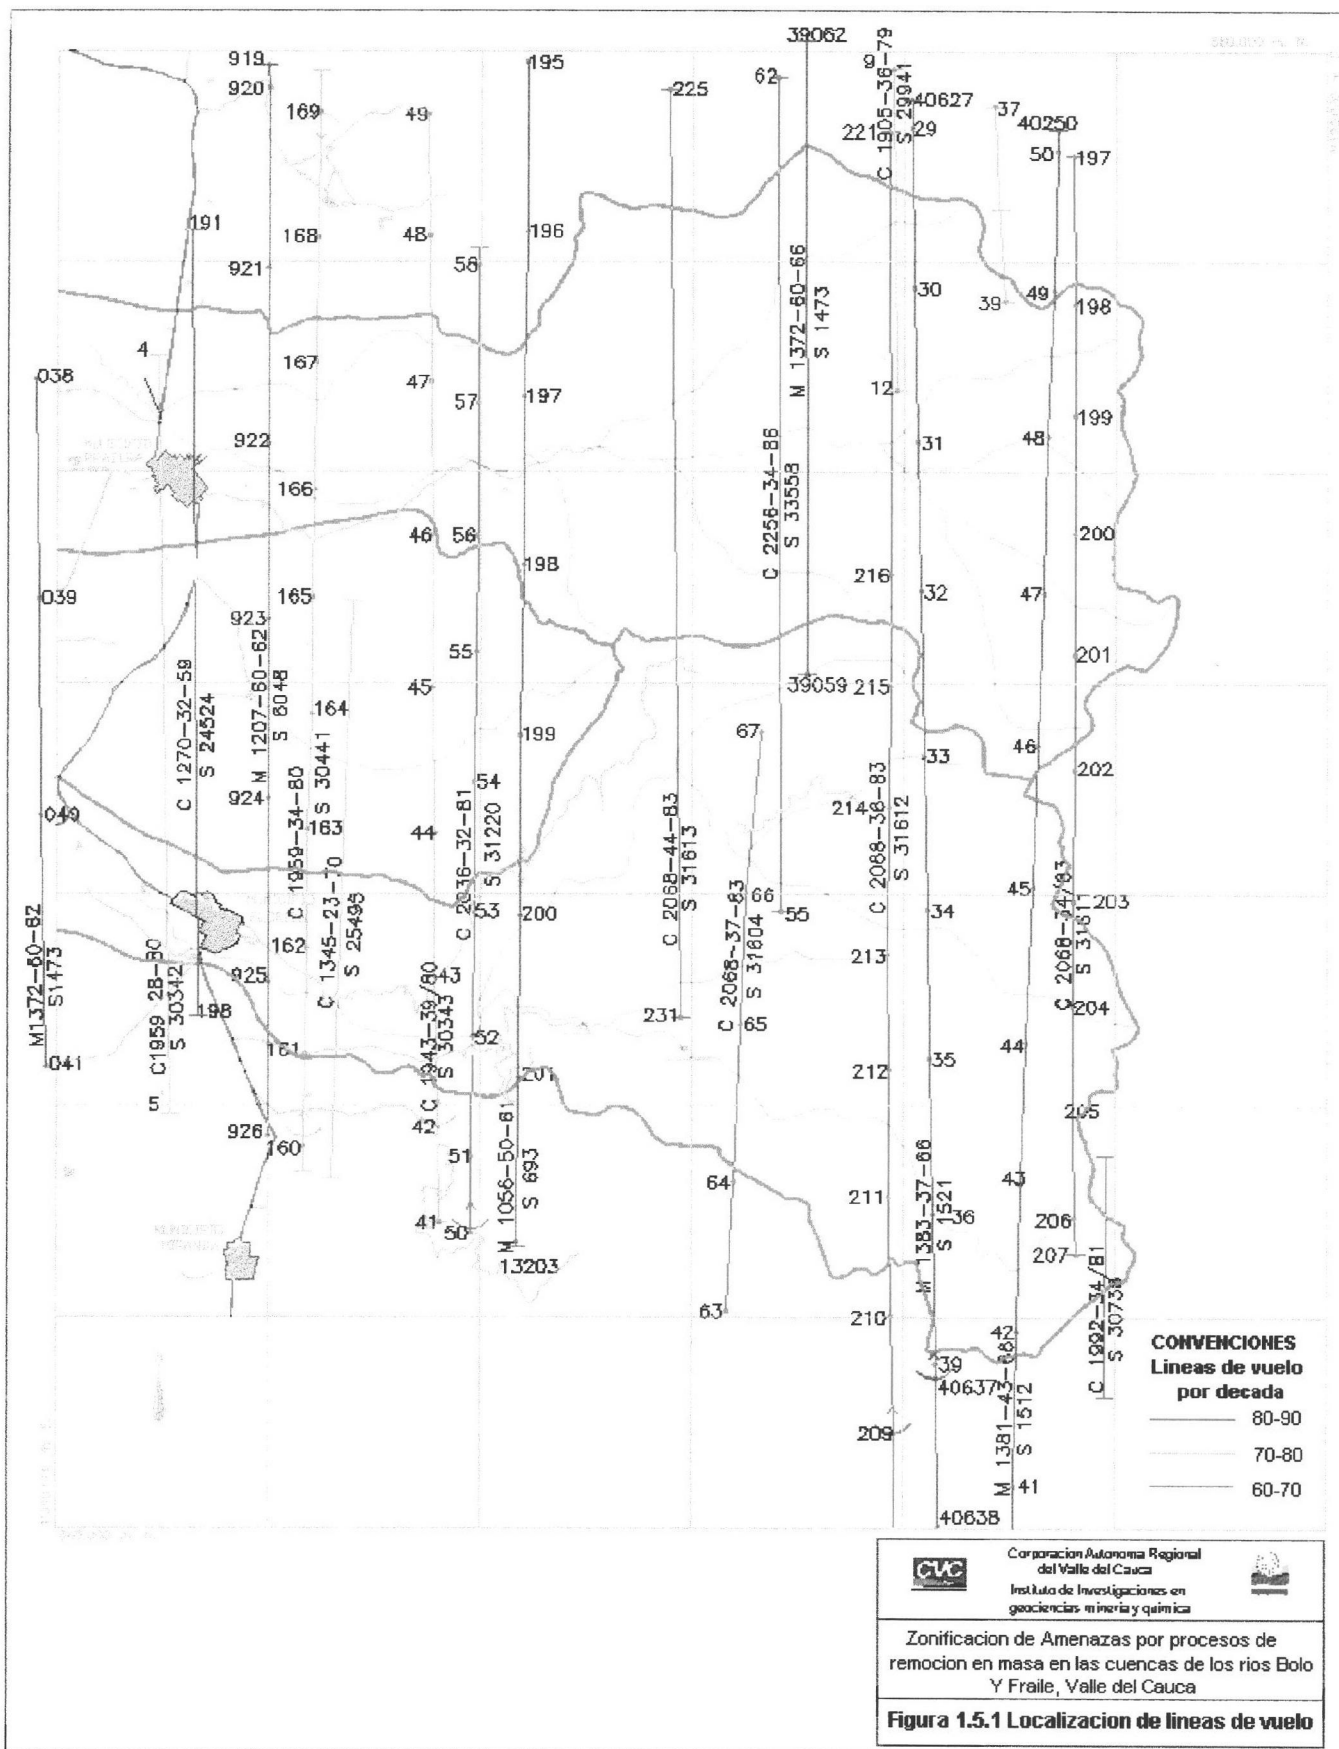 39062
919
195
62
9
C 1905-36-79
S 29941
920
225
40627
37
169
49
40250
221
29
50
197
191
196
168
48
58
921
M 1372-60-66
S 1473
30
49
39
198
4
167
038
47
197
12
57
199
922
31
48
C 2256-34-86
S 33558
166
46
56
200
198
216
039
165
32
47
923
55
201
45
39059
215
C 1270-32-59
S 24524
M 1207-60-62
S 6048
164
67
199
46
33
202
54
924
049
163
214
44
C 1959-34-80
S 30441
C 2036-32-81
S 31220
C 2068-44-83
S 31613
C 2068-36-83
S 31612
45
66
203
53
200
55
34
162
C 1345-23-70
S 25495
C 2068-37-83
S 31604
C 2068-34/83
S 31611
213
925
43
M1372-60-62
S1473
C1959 28-80
S 30342
198
204
231
65
52
44
161
C 1943-39/80
S 30343
041
35
212
201
5
205
42
926
160
51
M 1056-50-61
S 693
64
43
211
M 1383-37-66
S 1521
36
41
50
206
207
13203
63
210
C 1992-34/81
S 30738
42
39
40637
M 1381-43-66
S 1512
209
41
40638
CONVENCIONES
Lineas de vuelo
por decada
80-90
70-80
60-70
CVC
Corporacion Autonoma Regional
del Valle del Cauca
Instituto de Investigaciones en
geociencias mineria y quimica
Zonificacion de Amenazas por procesos de
remocion en masa en las cuencas de los rios Bolo
Y Fraile, Valle del Cauca
Figura 1.5.1 Localizacion de lineas de vuelo